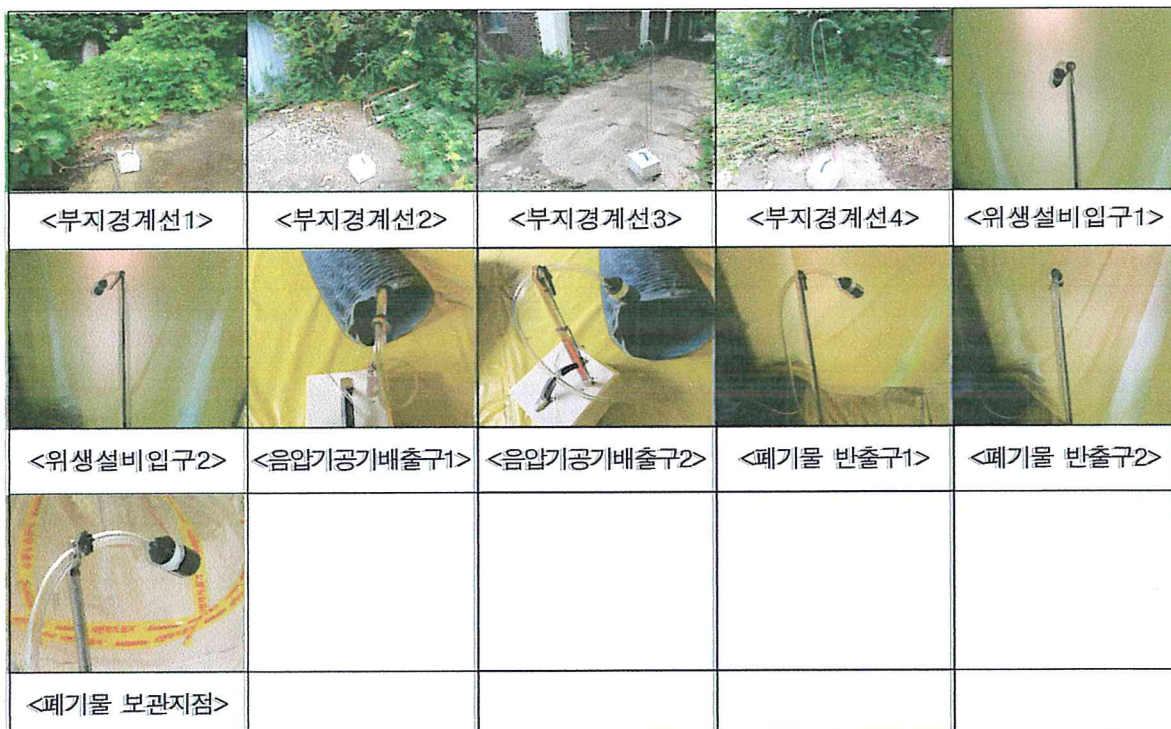 <부지경계선1>
<부지경계선2>
<부지경계선3>
<부지경계선4>
<위생설비입구1>
<위생설비입구2>
<음압기공기배출구1>
<음압기공기배출구2>
<폐기물 반출구1>
<폐기물 반출구2>
<폐기물 보관지점>